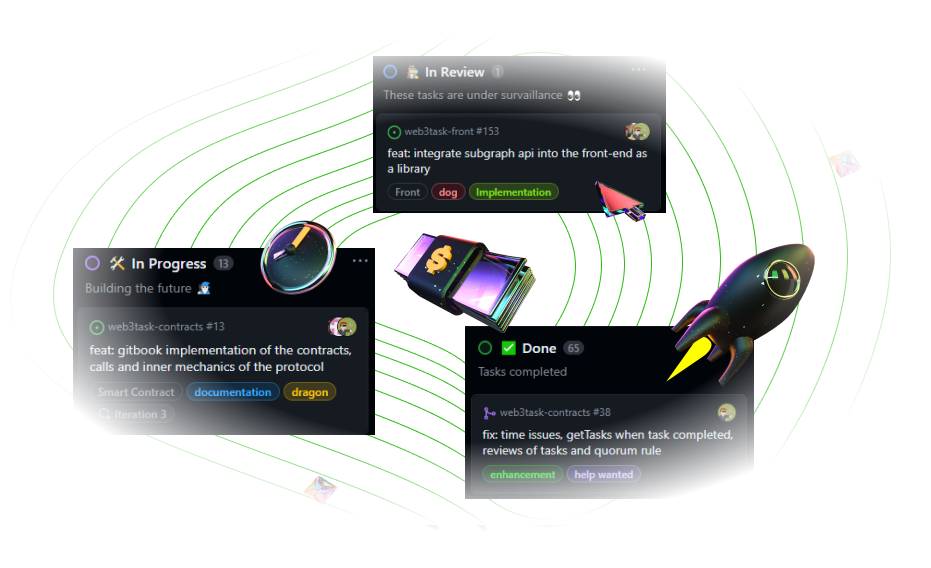 In Review 1
These tasks are under survaillance 👀
web3task-front #153
feat: integrate subgraph api into the front-end as
a library
Front dog Implementation
In Progress 13
Building the future
web3task-contracts #13
feat: gitbook implementation of the contracts,
calls and inner mechanics of the protocol
Smart Contract documentation dragon
Iteration 3
$
Done 65
Tasks completed
web3task-contracts #38
fix: time issues, getTasks when task completed,
reviews of tasks and quorum rule
enhancement help wanted